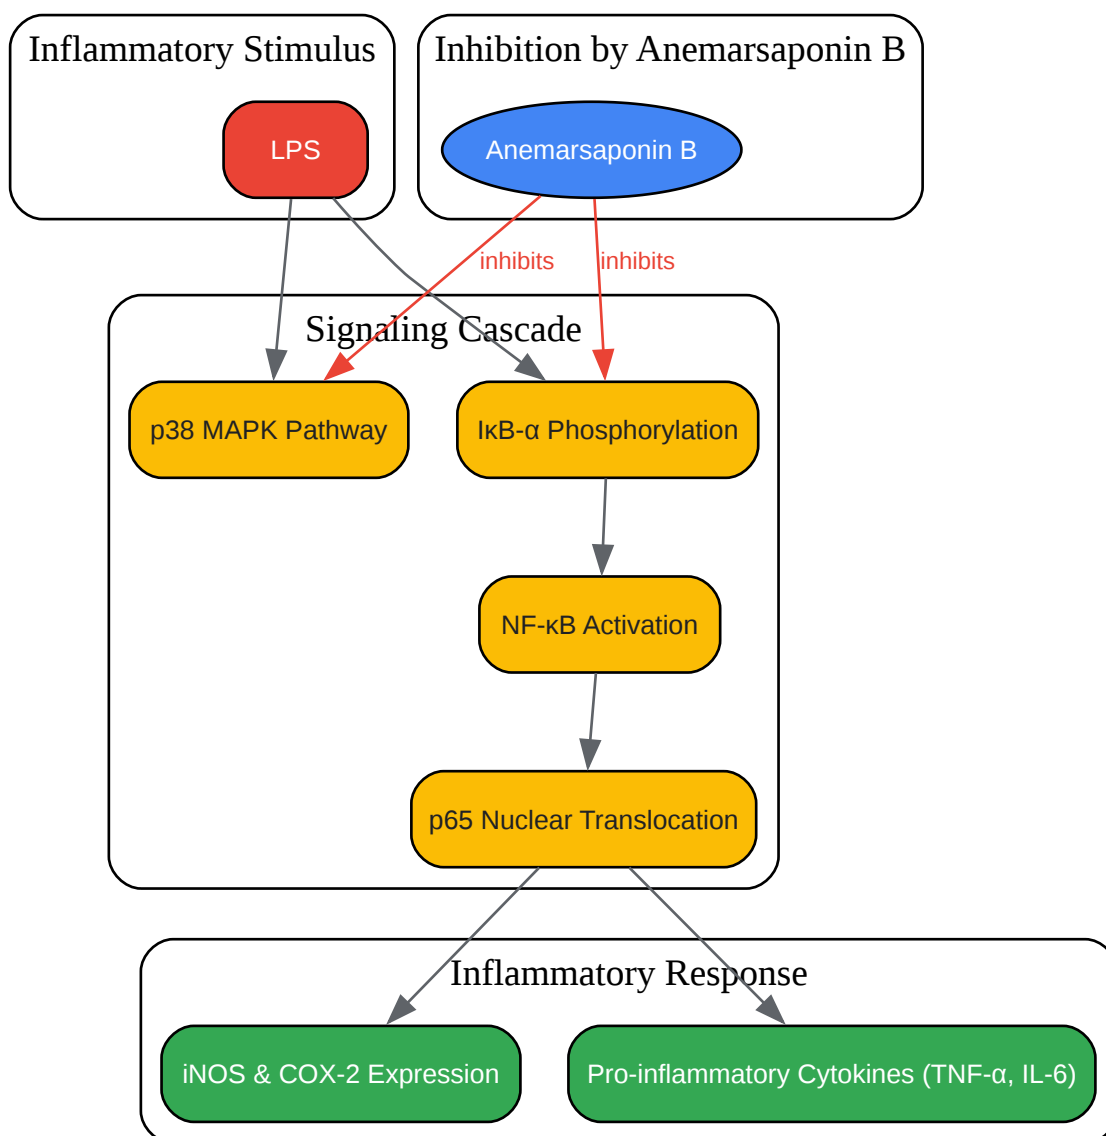 Inflammatory Stimulus
Inhibition by Anemarsaponin B
LPS
Anemarsaponin B
inhibits
inhibits
Signaling Cascade
p38 MAPK Pathway
IκB-α Phosphorylation
NF-κB Activation
p65 Nuclear Translocation
Inflammatory Response
iNOS & COX-2 Expression
Pro-inflammatory Cytokines (TNF-α, IL-6)